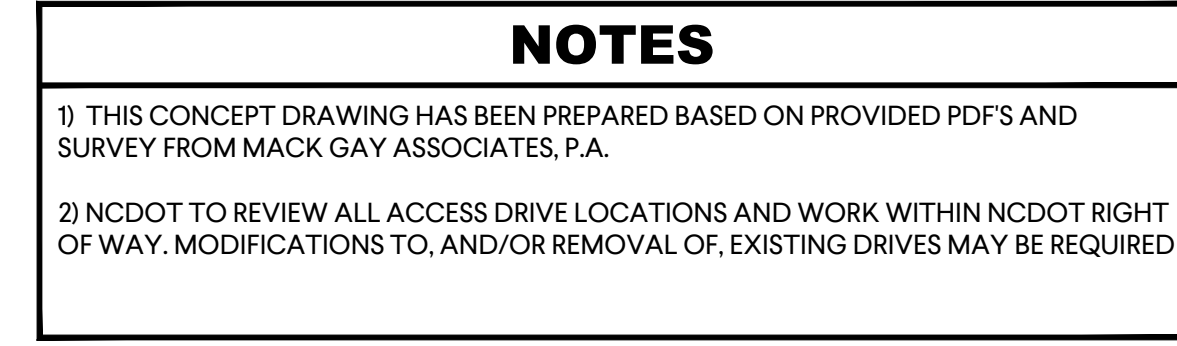 NOTES
1) THIS CONCEPT DRAWING HAS BEEN PREPARED BASED ON PROVIDED PDF'S AND
SURVEY FROM MACK GAY ASSOCIATES, P.A.
2) NCDOT TO REVIEW ALL ACCESS DRIVE LOCATIONS AND WORK WITHIN NCDOT RIGHT
OF WAY. MODIFICATIONS TO, AND/OR REMOVAL OF, EXISTING DRIVES MAY BE REQUIRED